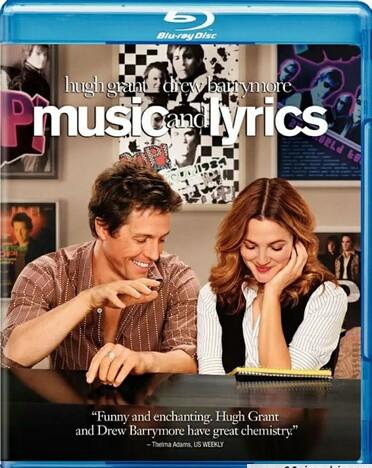 Blu-ray Disc
hugh grant drew barrymore
music and lyrics
POP!
“Funny and enchanting. Hugh Grant
and Drew Barrymore have great chemistry.”
– Thelma Adams, US WEEKLY